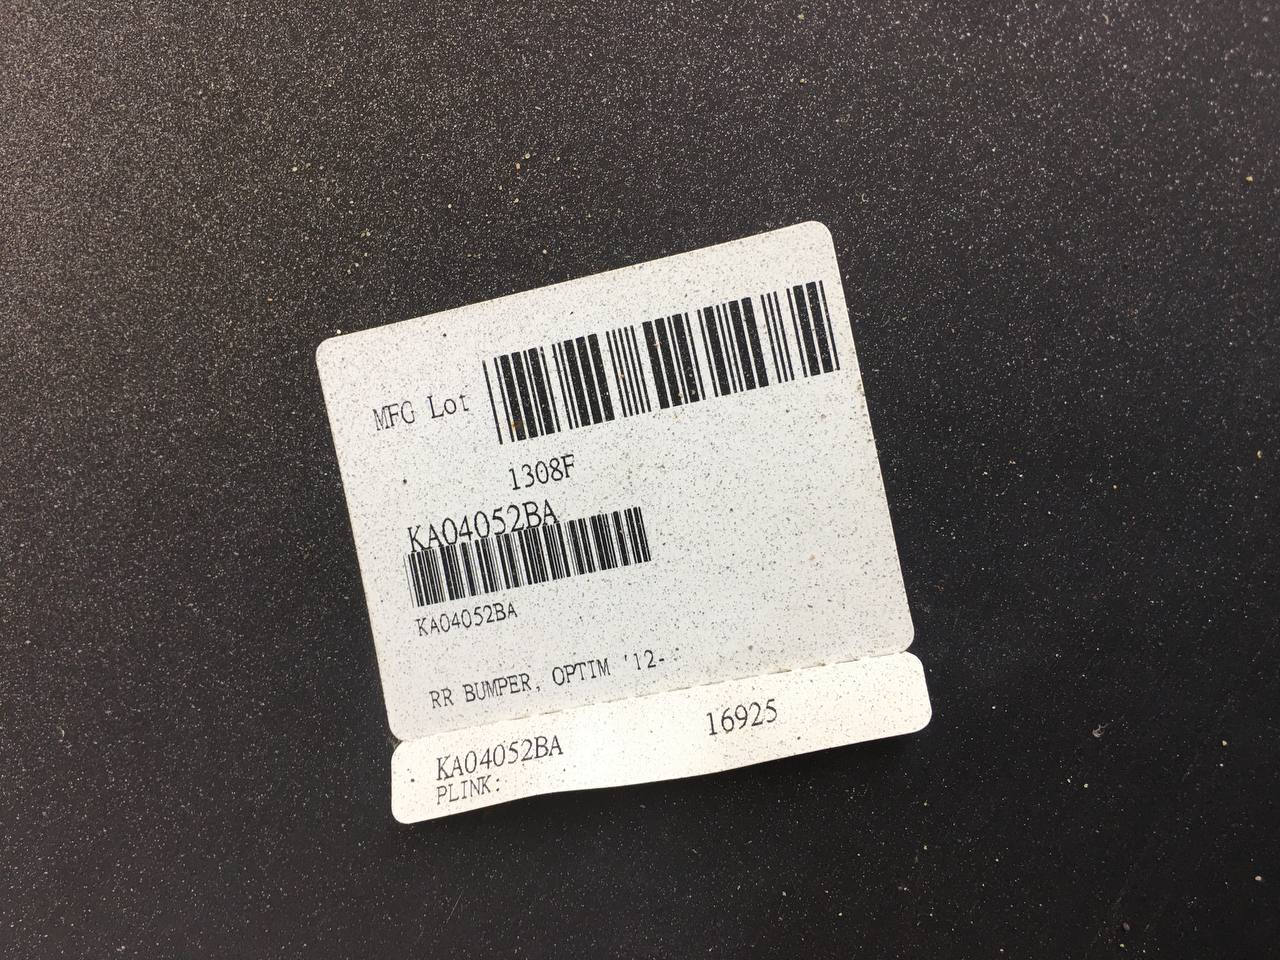 MFG Lot
1308F
KA04052BA
KA04052BA
RR BUMPER, OPTIM '12-
KA04052BA 16925
PLINK: